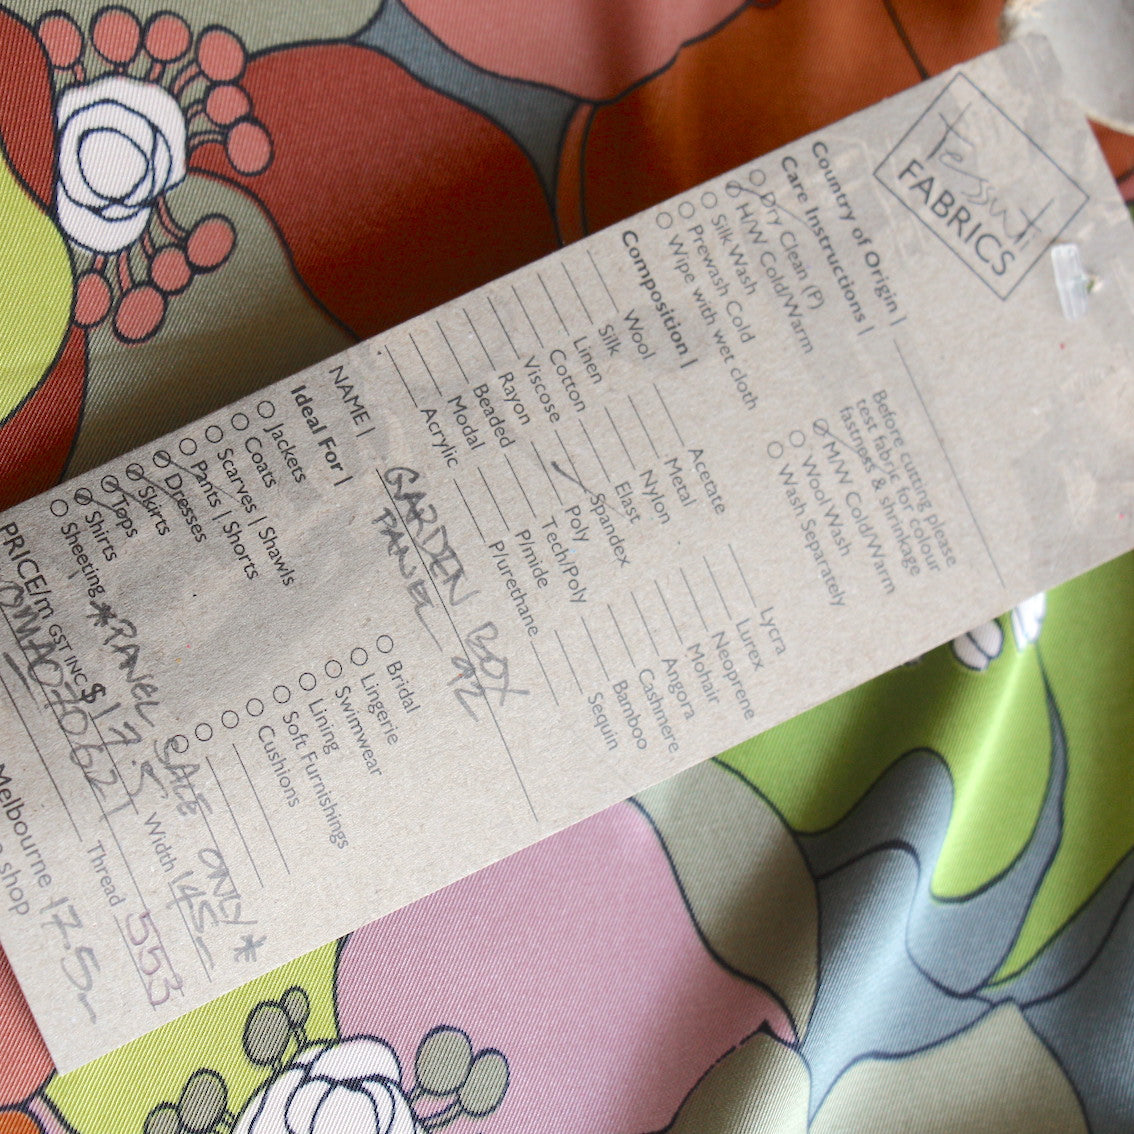 Tessuti
FABRICS
Country of Origin |
Care Instructions |
Dry Clean (P)
H/W Cold/Warm
Silk Wash
Prewash Cold
Wipe with wet cloth
Before cutting please
test fabric for colour
fastness & shrinkage
M/W Cold/Warm
Wool Wash
Wash Separately
Composition |
Wool
Silk
Linen
Cotton
Viscose
Rayon
Beaded
Modal
Acrylic
Acetate
Metal
Nylon
Elast
Spandex
Poly
Tech/Poly
P/mide
P/urethane
Lycra
Lurex
Neoprene
Mohair
Angora
Cashmere
Bamboo
Sequin
NAME | GARDEN BOX
PANEL
Ideal For |
Jackets
Coats
Scarves | Shawls
Pants | Shorts
Dresses
Skirts
Tops
Shirts
Sheeting
Bridal
Lingerie
Swimwear
Lining
Soft Furnishings
Cushions
*PANEL SALE ONLY*
PRICE/m GST INC $ Width 145
Thread 553
Melbourne 17.5m
shop